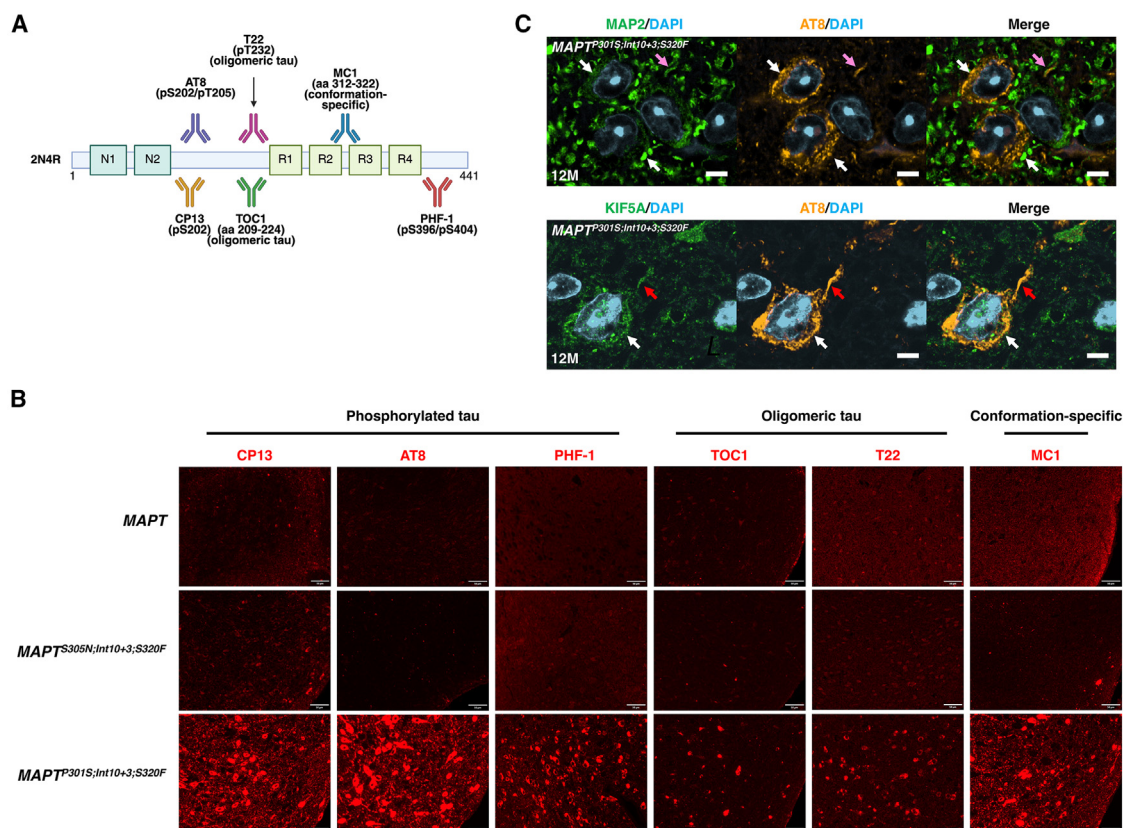 A
T22
(pT232)
(oligomeric tau)
AT8
(pS202/pT205)
MC1
(aa 312-322)
(conformation-
specific)
2N4R
N1
N2
R1
R2
R3
R4
1
441
CP13
(pS202)
TOC1
(aa 209-224)
(oligomeric tau)
PHF-1
(pS396/pS404)
C
MAP2/DAPI
AT8/DAPI
Merge
MAPT^P301S;Int10+3;S320F
12M
KIF5A/DAPI
AT8/DAPI
Merge
MAPT^P301S;Int10+3;S320F
12M
B
Phosphorylated tau
Oligomeric tau
Conformation-specific
CP13
AT8
PHF-1
TOC1
T22
MC1
MAPT
MAPT^S305N;Int10+3;S320F
MAPT^P301S;Int10+3;S320F